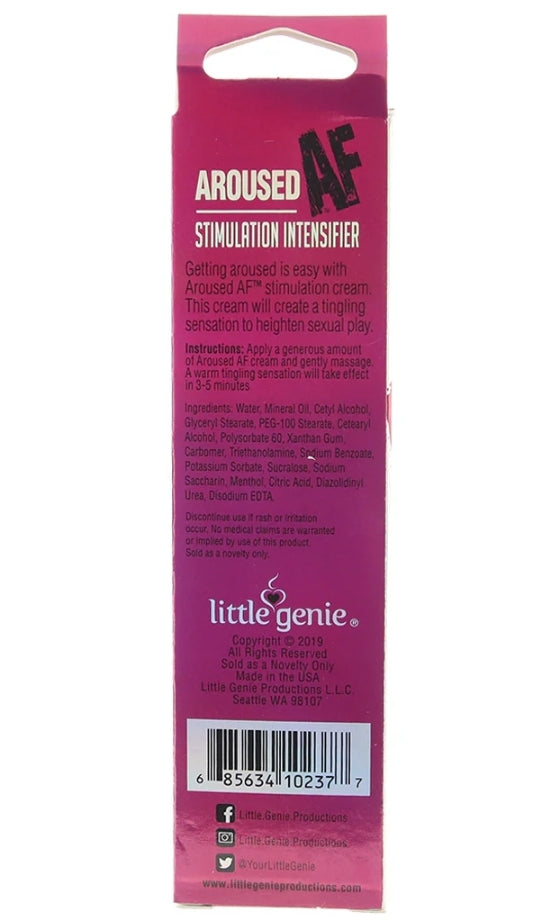 AROUSED AF™
STIMULATION INTENSIFIER
Getting aroused is easy with
Aroused AF™ stimulation cream.
This cream will create a tingling
sensation to heighten sexual play.
Instructions: Apply a generous amount
of Aroused AF cream and gently massage.
A warm tingling sensation will take effect
in 3-5 minutes
Ingredients: Water, Mineral Oil, Cetyl Alcohol,
Glyceryl Stearate, PEG-100 Stearate, Cetearyl
Alcohol, Polysorbate 60, Xanthan Gum,
Carbomer, Triethanolamine, Sodium Benzoate,
Potassium Sorbate, Sucralose, Sodium
Saccharin, Menthol, Citric Acid, Diazolidinyl
Urea, Disodium EDTA.
Discontinue use if rash or irritation
occur. No medical claims are warranted
or implied by use of this product.
Sold as a novelty only.
little genie®
Copyright © 2019
All Rights Reserved
Sold as a Novelty Only
Made in the USA
Little Genie Productions L.L.C.
Seattle WA 98107
6 85634 10237 7
Little.Genie.Productions
Little.Genie.Productions
@YourLittleGenie
www.littlegenieproductions.com